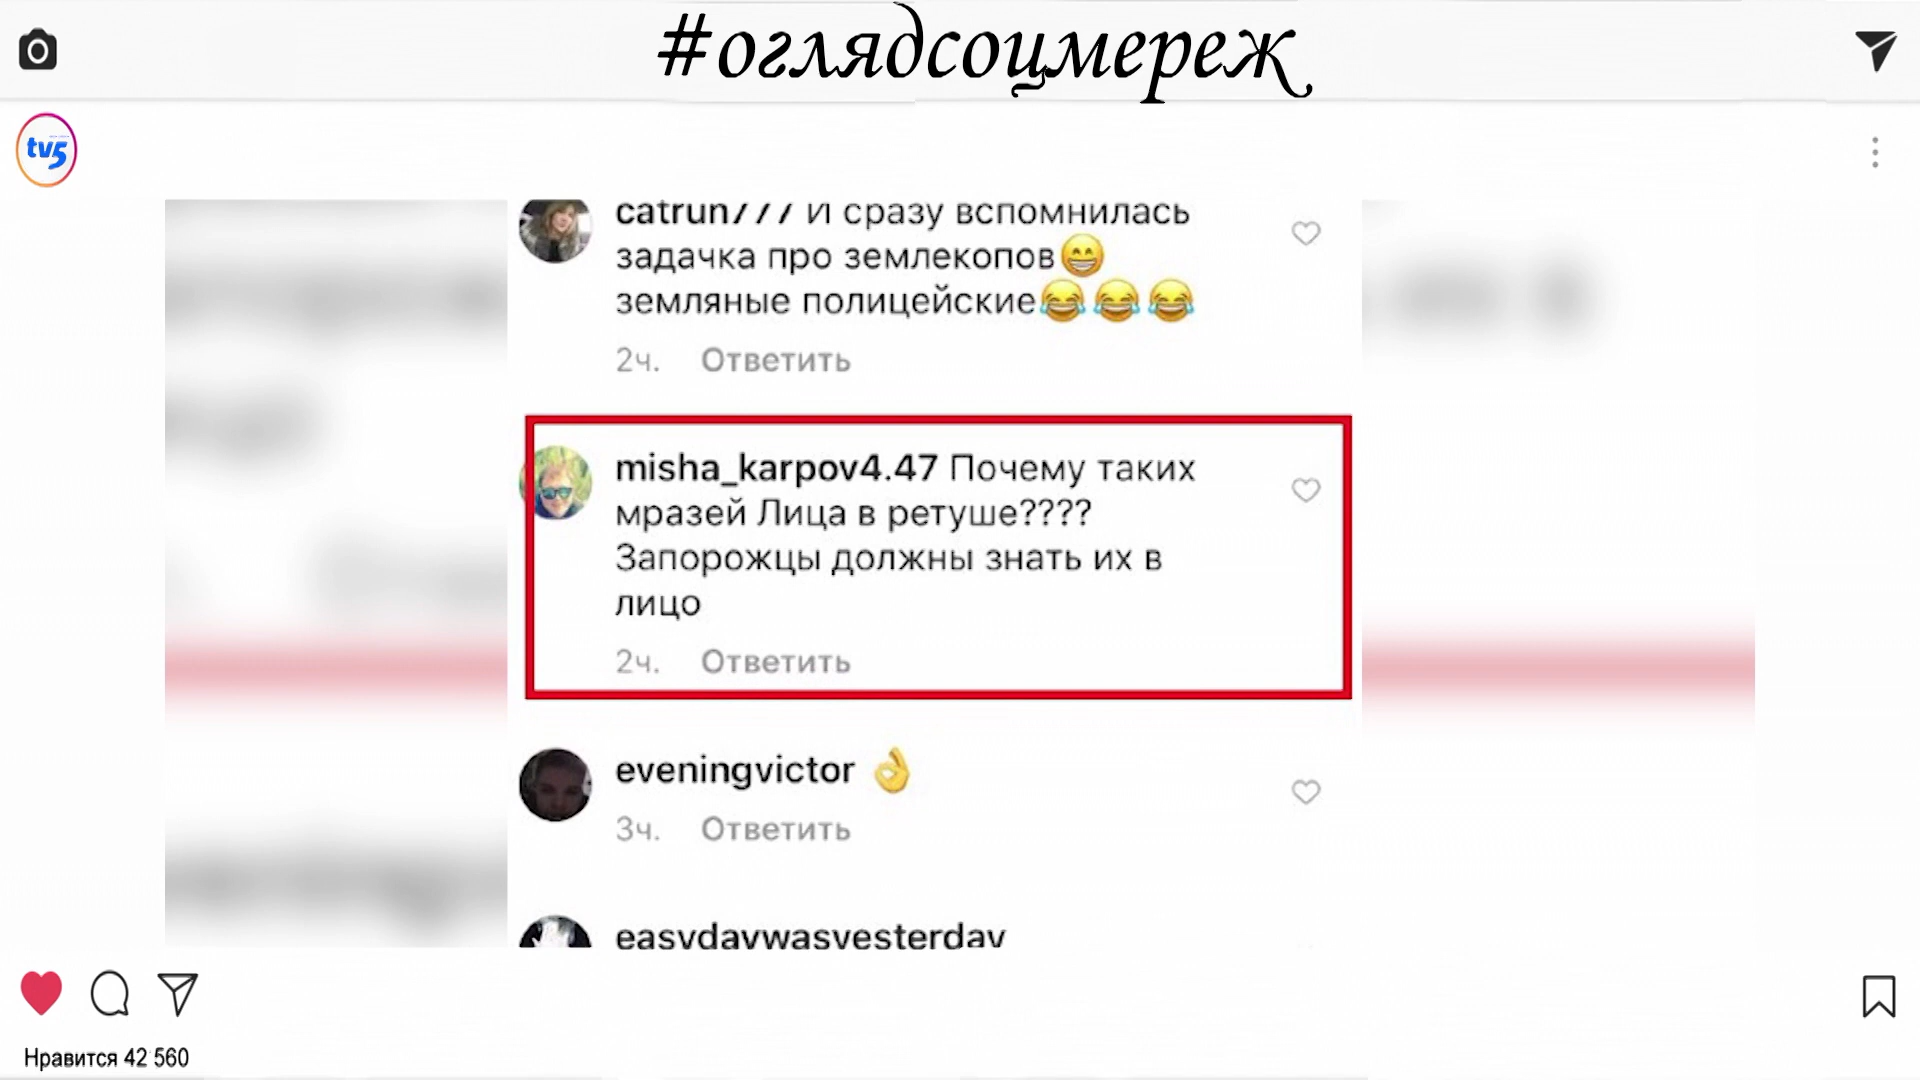 #оглядсоцмереж
tv5
catrun777 И сразу вспомнилась
задачка про землекопов😁
земляные полицейские😂😂😂
2ч. Ответить
misha_karpov4.47 Почему таких
мразей Лица в ретуше????
Запорожцы должны знать их в
лицо
2ч. Ответить
eveningvictor 👌
3ч. Ответить
easydaywasyesterday
Нравится 42 560